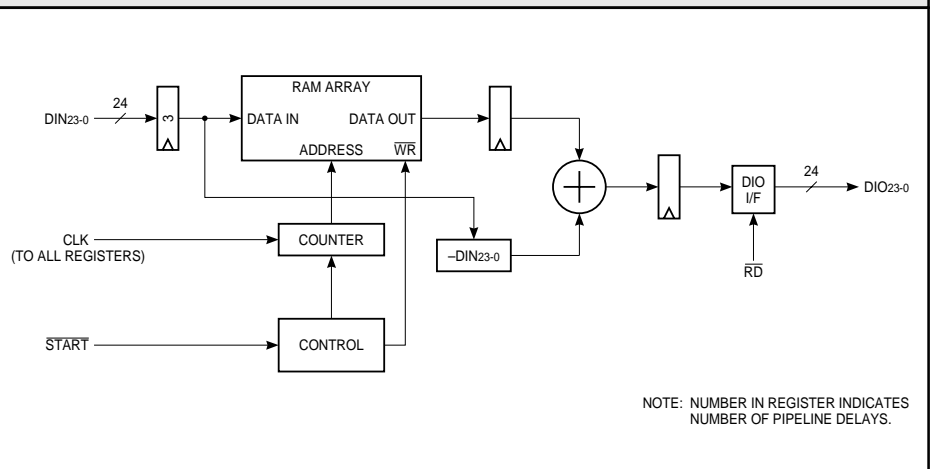 RAM ARRAY
24
DIN23-0
3
DATA IN
DATA OUT
ADDRESS
WR
24
DIO
I/F
DIO23-0
CLK
(TO ALL REGISTERS)
COUNTER
–DIN23-0
RD
START
CONTROL
NOTE: NUMBER IN REGISTER INDICATES
NUMBER OF PIPELINE DELAYS.